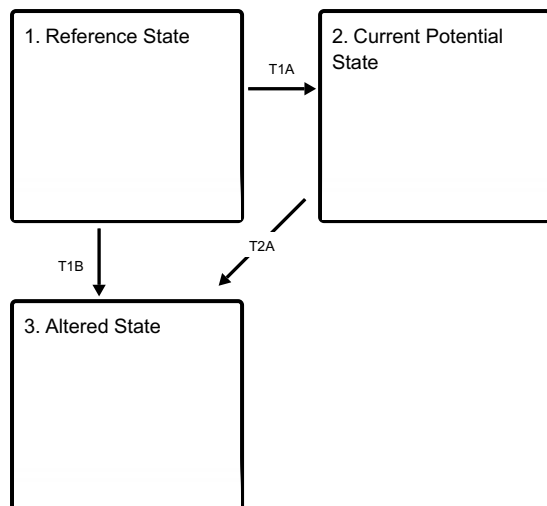 1. Reference State
2. Current Potential
State
T1A
T1B
T2A
3. Altered State